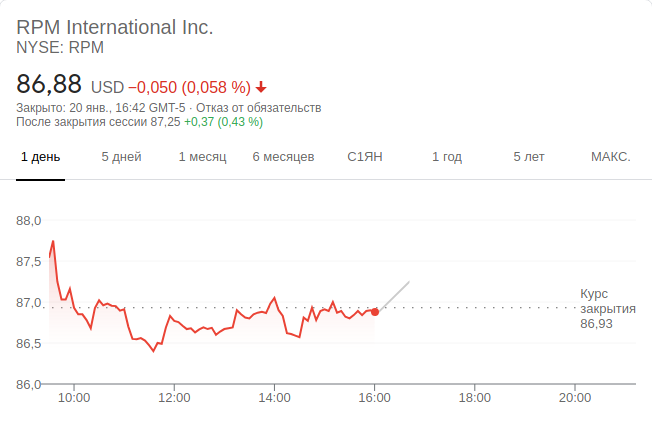 RPM International Inc.
NYSE: RPM
86,88 USD −0,050 (0,058 %)
Закрыто: 20 янв., 16:42 GMT-5 · Отказ от обязательств
После закрытия сессии 87,25 +0,37 (0,43 %)
1 день 5 дней 1 месяц 6 месяцев С1ЯН 1 год 5 лет МАКС.
88,0
87,5
87,0
86,5
86,0
Курс
закрытия
86,93
10:00 12:00 14:00 16:00 18:00 20:00